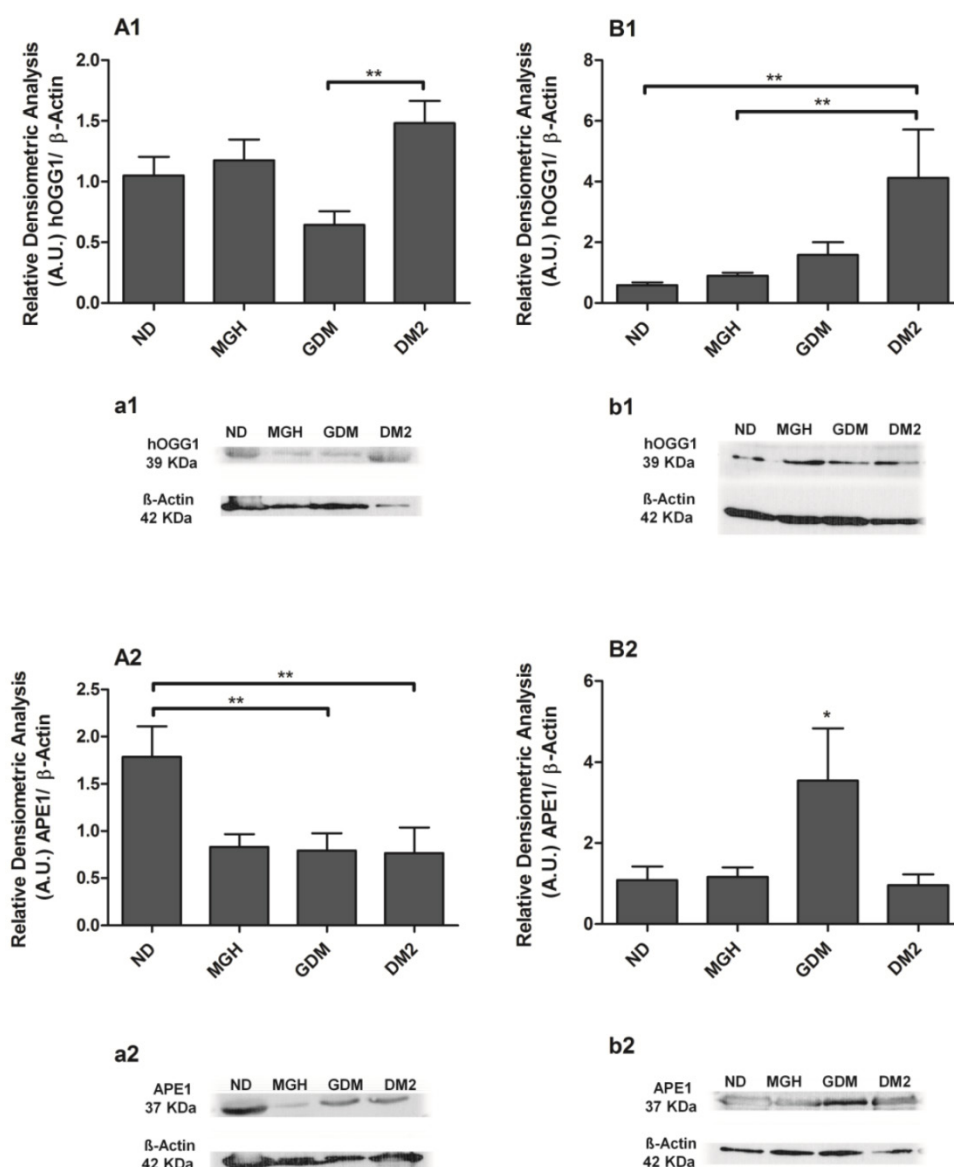 A1
Relative Densiometric Analysis
(A.U.) hOGG1/ β-Actin
2.0
1.5
1.0
0.5
0.0
**
ND
MGH
GDM
DM2
B1
Relative Densiometric Analysis
(A.U.) hOGG1/ β-Actin
8
6
4
2
0
**
**
ND
MGH
GDM
DM2
a1
ND MGH GDM DM2
hOGG1
39 KDa
ß-Actin
42 KDa
b1
ND MGH GDM DM2
hOGG1
39 KDa
ß-Actin
42 KDa
A2
Relative Densiometric Analysis
(A.U.) APE1/ β-Actin
2.5
2.0
1.5
1.0
0.5
0.0
**
**
ND
MGH
GDM
DM2
B2
Relative Densiometric Analysis
(A.U.) APE1/ β-Actin
6
4
2
0
*
ND
MGH
GDM
DM2
a2
ND MGH GDM DM2
APE1
37 KDa
ß-Actin
42 KDa
b2
ND MGH GDM DM2
APE1
37 KDa
ß-Actin
42 KDa